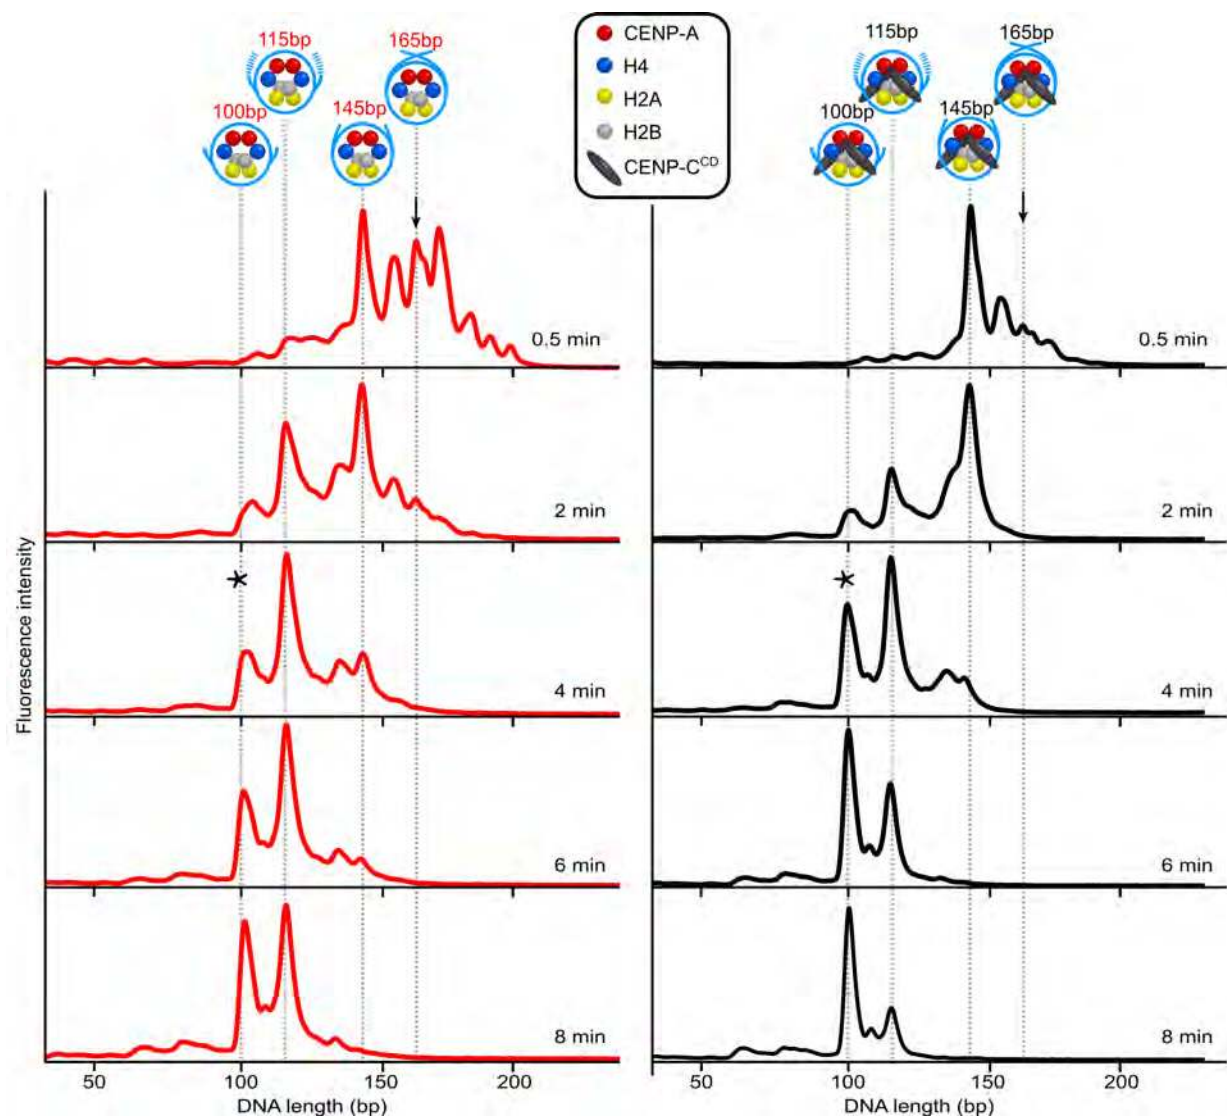 115bp
165bp
100bp
145bp
CENP-A
H4
H2A
H2B
CENP-C^CD
115bp
165bp
100bp
145bp
Fluorescence intensity
0.5 min
2 min
4 min
6 min
8 min
50 100 150 200
DNA length (bp)
0.5 min
2 min
4 min
6 min
8 min
50 100 150 200
DNA length (bp)